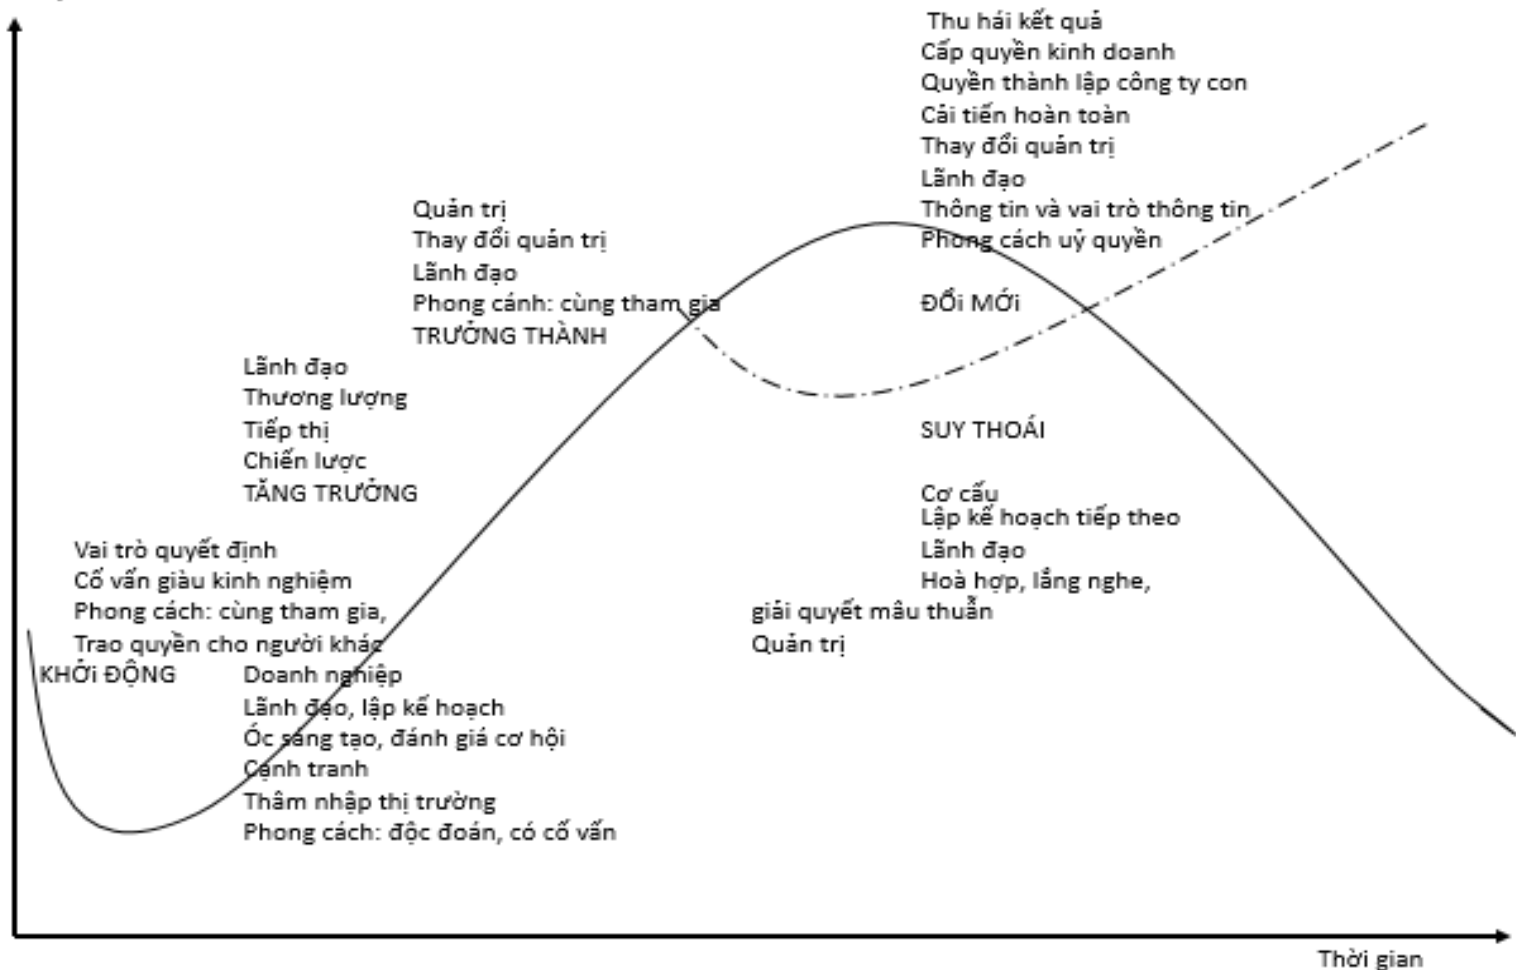 Thu hái kết quả
Cấp quyền kinh doanh
Quyền thành lập công ty con
Cải tiến hoàn toàn
Thay đổi quản trị
Lãnh đạo
Thông tin và vai trò thông tin
Phong cách uỷ quyền
ĐỔi MỚi
Quản trị
Thay đổi quản trị
Lãnh đạo
Phong cánh: cùng tham gia
TRƯỞNG THÀNH
Lãnh đạo
Thương lượng
Tiếp thị
Chiến lược
TĂNG TRƯỞNG
SUY THOÁI
Cơ cấu
Lập kế hoạch tiếp theo
Lãnh đạo
Hoà hợp, lắng nghe,
giải quyết mâu thuẫn
Quản trị
Vai trò quyết định
Cố vấn giàu kinh nghiệm
Phong cách: cùng tham gia,
Trao quyền cho người khác
KHỞi ĐỘNG
Doanh nghiệp
Lãnh đạo, lập kế hoạch
Óc sáng tạo, đánh giá cơ hội
Cạnh tranh
Thâm nhập thị trường
Phong cách: độc đoán, có cố vấn
Thời gian